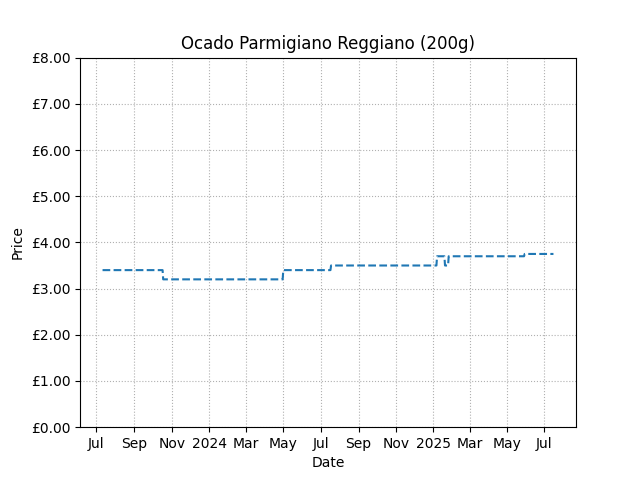 Ocado Parmigiano Reggiano (200g)
£8.00
£7.00
£6.00
£5.00
£4.00
£3.00
£2.00
£1.00
£0.00
Price
Jul Sep Nov 2024 Mar May Jul Sep Nov 2025 Mar May Jul
Date